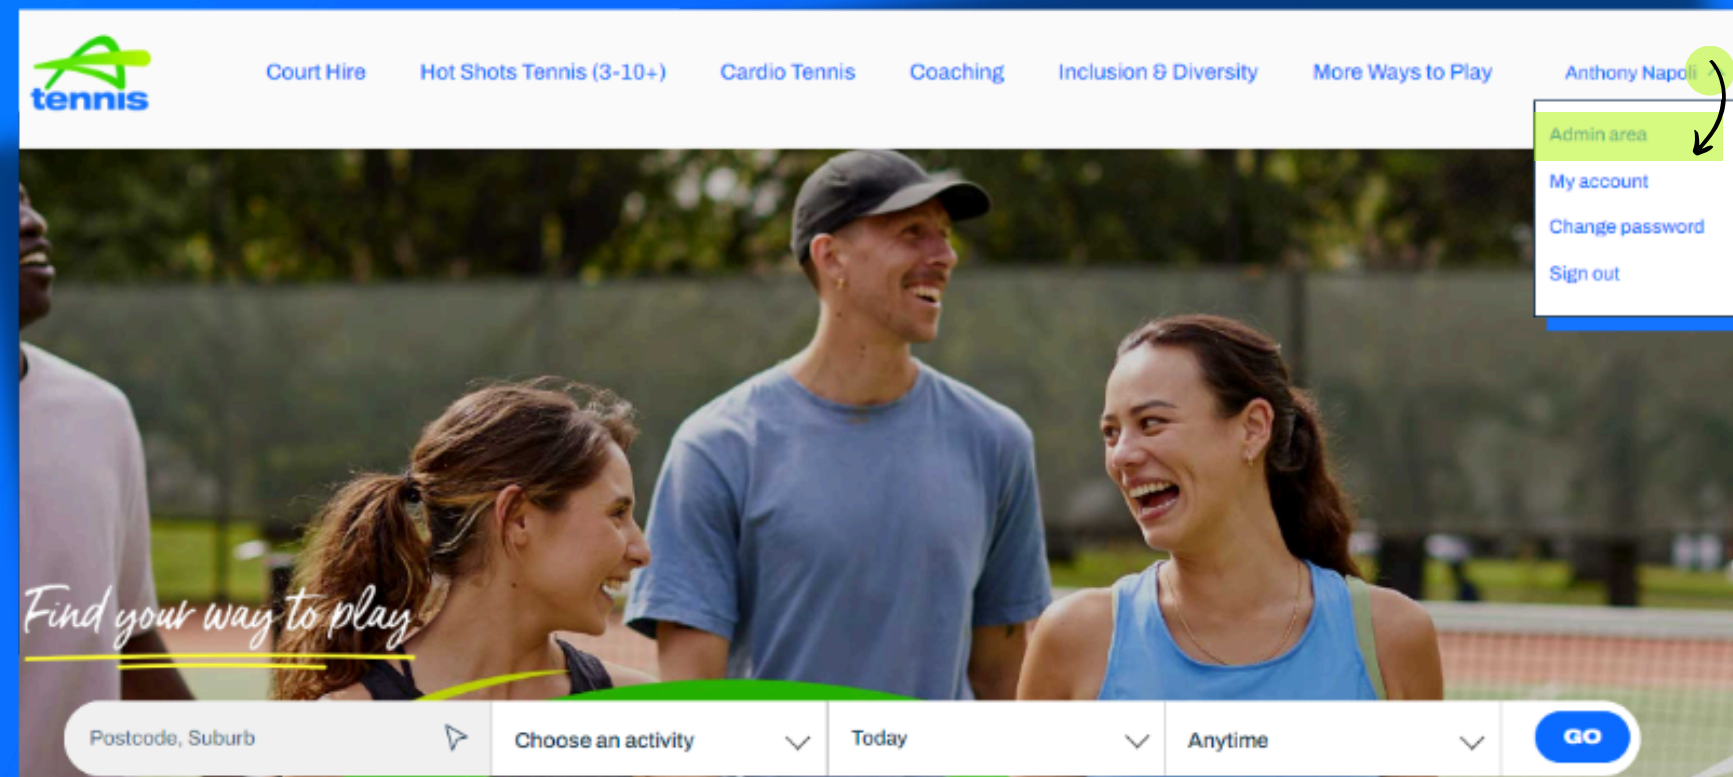 tennis
Court Hire
Hot Shots Tennis (3-10+)
Cardio Tennis
Coaching
Inclusion & Diversity
More Ways to Play
Anthony Napoli
Admin area
My account
Change password
Sign out
Find your way to play
Postcode, Suburb
Choose an activity
Today
Anytime
GO